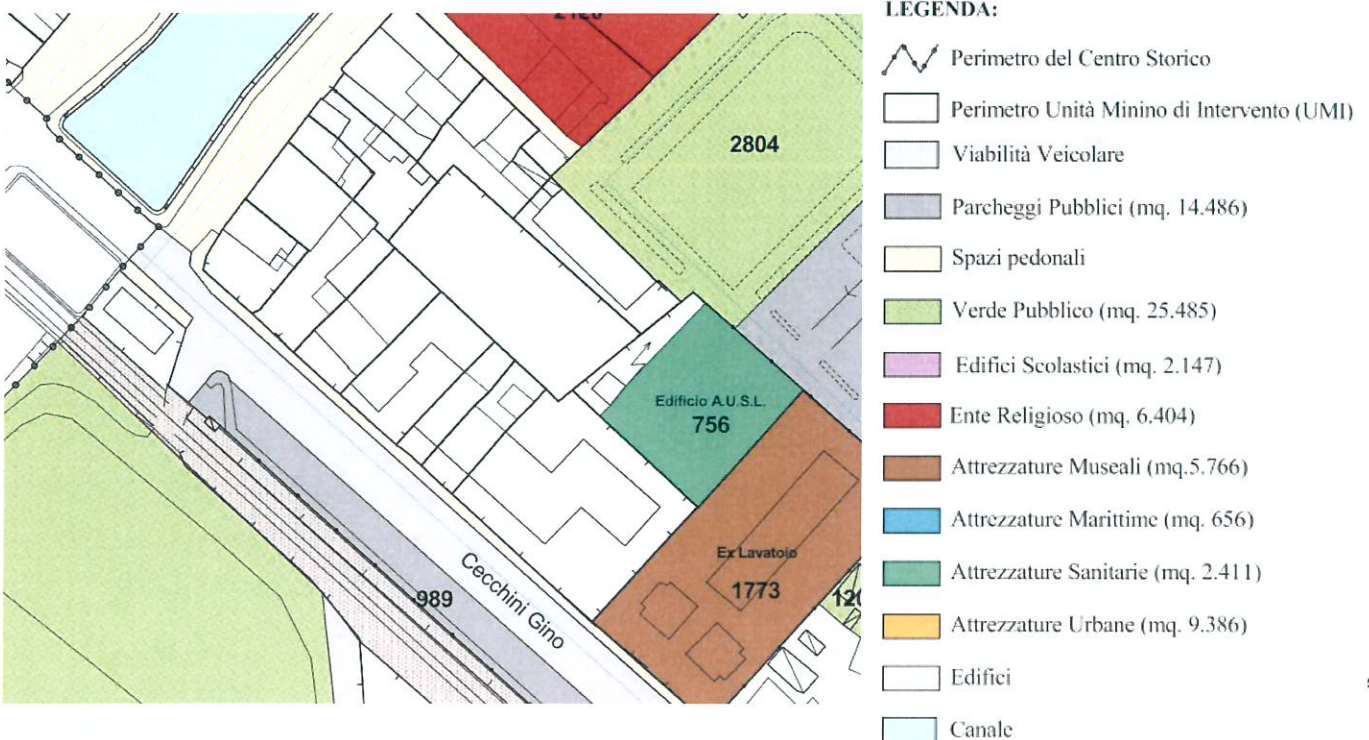 2804
Edificio A.U.S.L.
756
Ex Lavatoio
1773
989
Cecchini Gino
LEGENDA:
Perimetro del Centro Storico
Perimetro Unità Minino di Intervento (UMI)
Viabilità Veicolare
Parcheggi Pubblici (mq. 14.486)
Spazi pedonali
Verde Pubblico (mq. 25.485)
Edifici Scolastici (mq. 2.147)
Ente Religioso (mq. 6.404)
Attrezzature Museali (mq.5.766)
Attrezzature Marittime (mq. 656)
Attrezzature Sanitarie (mq. 2.411)
Attrezzature Urbane (mq. 9.386)
Edifici
Canale